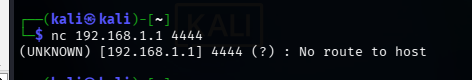 ┌──(kali㉿kali)-[~]
└─$ nc 192.168.1.1 4444
(UNKNOWN) [192.168.1.1] 4444 (?) : No route to host